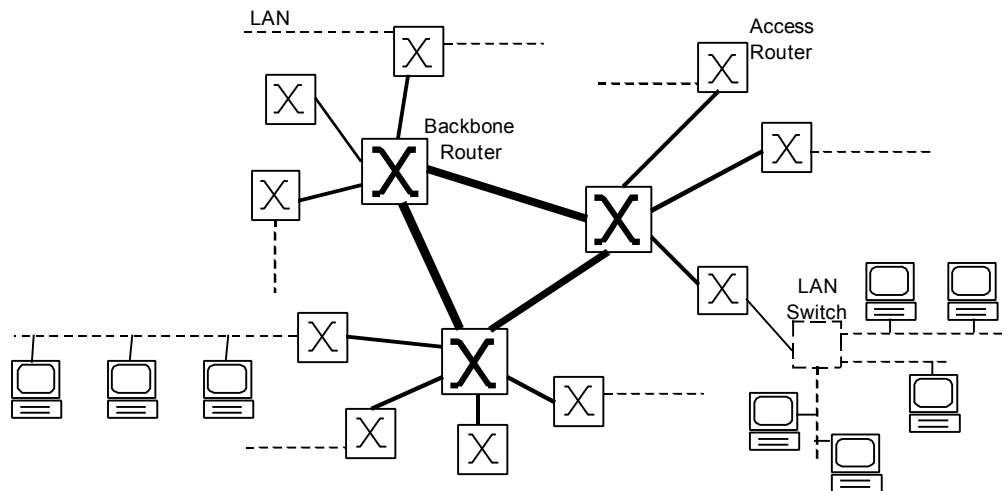 LAN
Access
Router
Backbone
Router
LAN
Switch